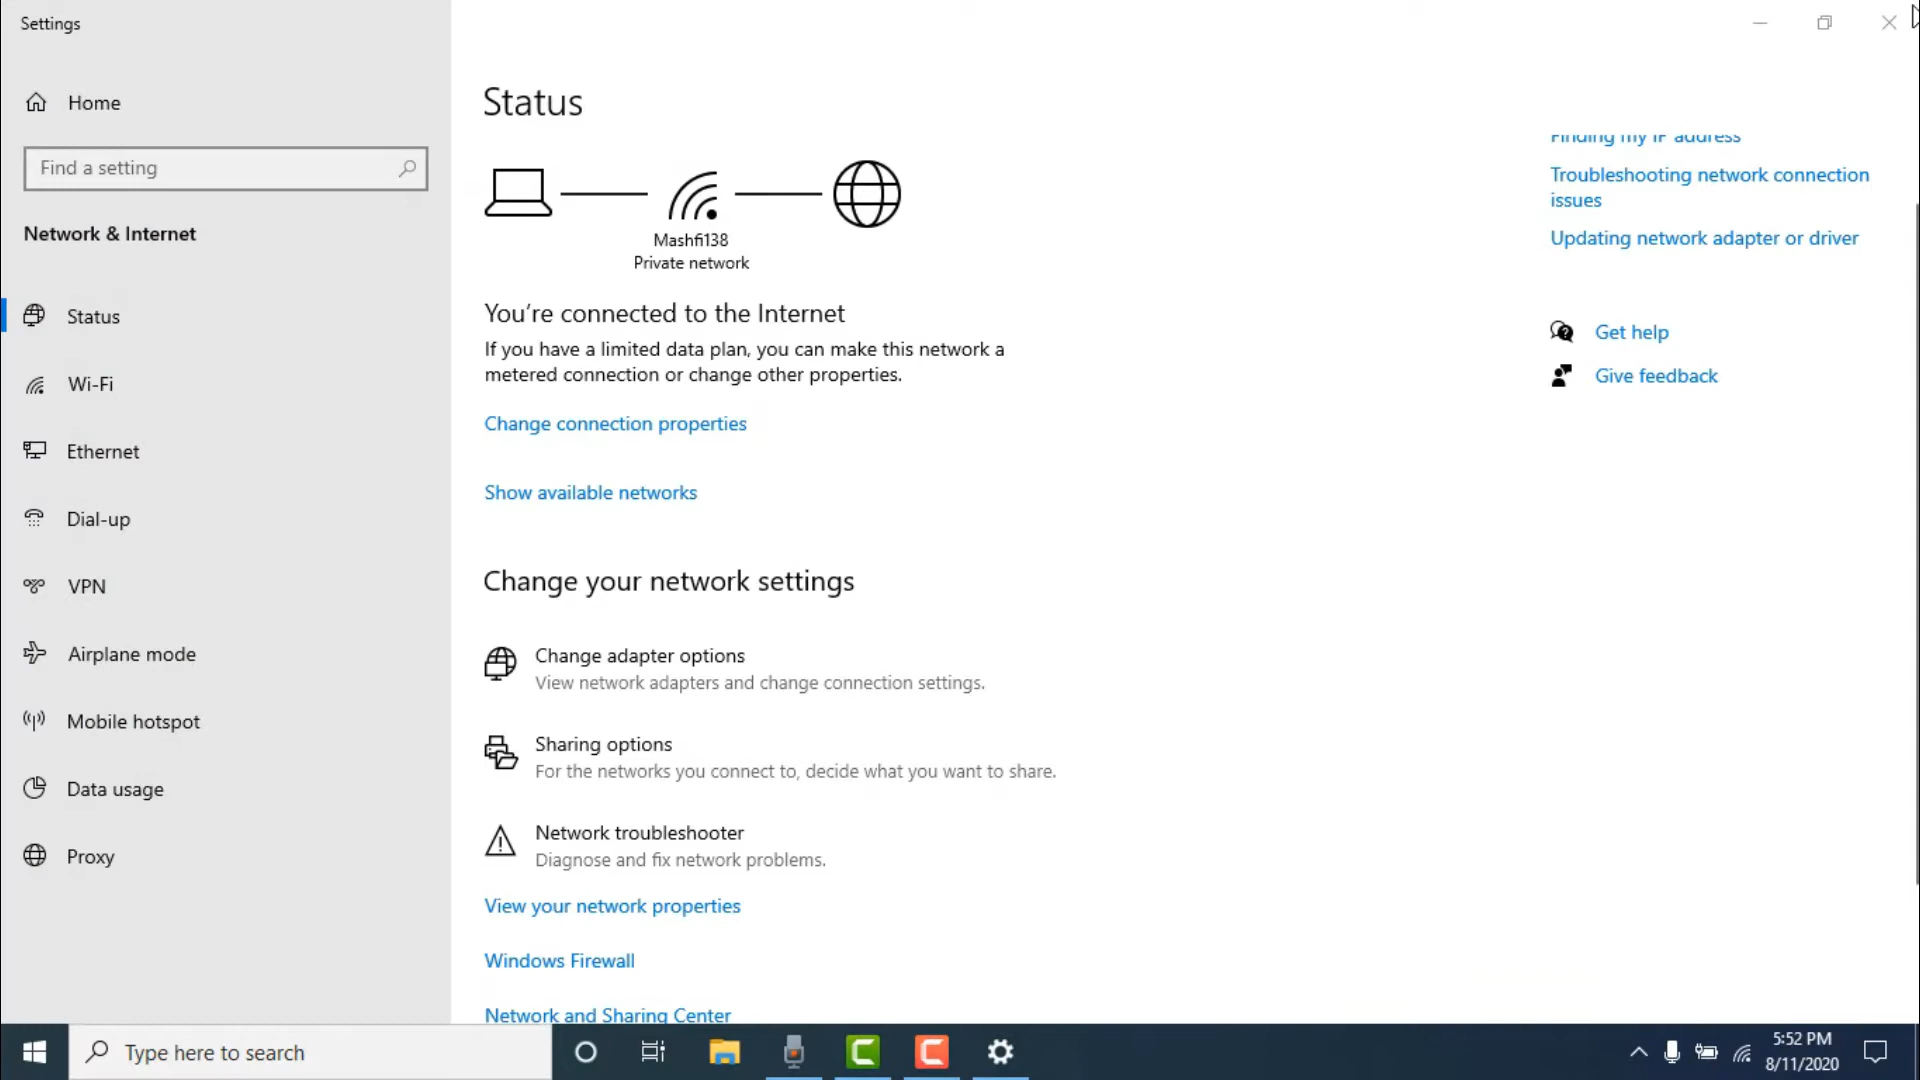 Settings
Home
Find a setting
Network & Internet
Status
Wi-Fi
Ethernet
Dial-up
VPN
Airplane mode
Mobile hotspot
Data usage
Proxy
Status
Mashfi138
Private network
You're connected to the Internet
If you have a limited data plan, you can make this network a
metered connection or change other properties.
Change connection properties
Show available networks
Change your network settings
Change adapter options
View network adapters and change connection settings.
Sharing options
For the networks you connect to, decide what you want to share.
Network troubleshooter
Diagnose and fix network problems.
View your network properties
Windows Firewall
Network and Sharing Center
Finding my IP address
Troubleshooting network connection
issues
Updating network adapter or driver
Get help
Give feedback
Type here to search
5:52 PM
8/11/2020